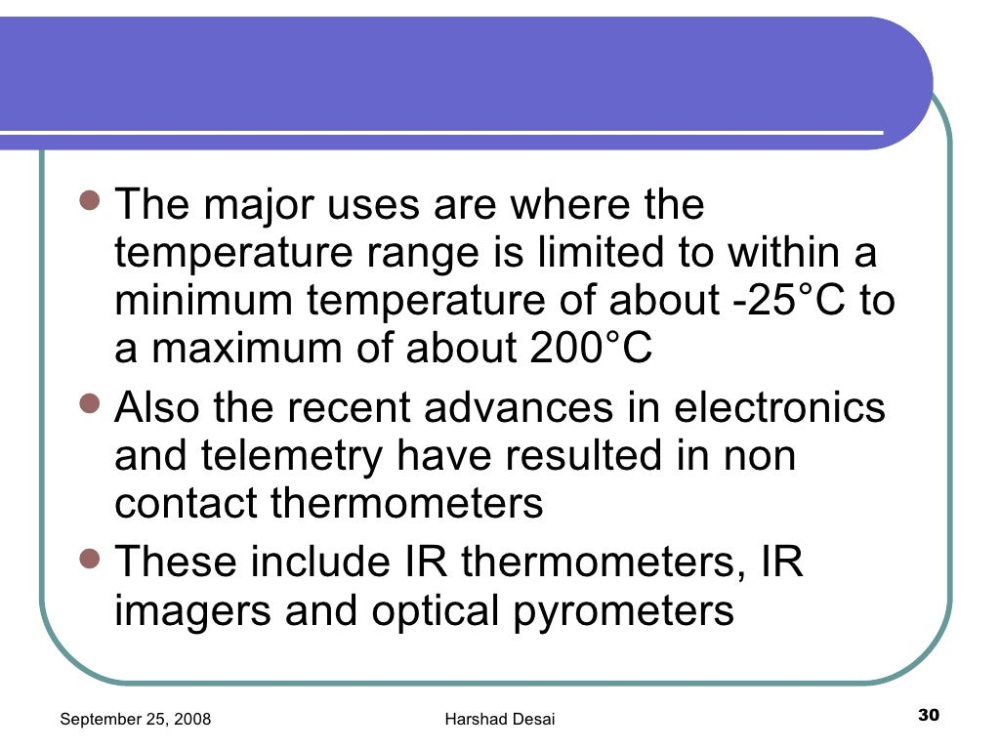 The major uses are where the
temperature range is limited to within a
minimum temperature of about -25°C to
a maximum of about 200°C
Also the recent advances in electronics
and telemetry have resulted in non
contact thermometers
These include IR thermometers, IR
imagers and optical pyrometers
September 25, 2008
Harshad Desai
30